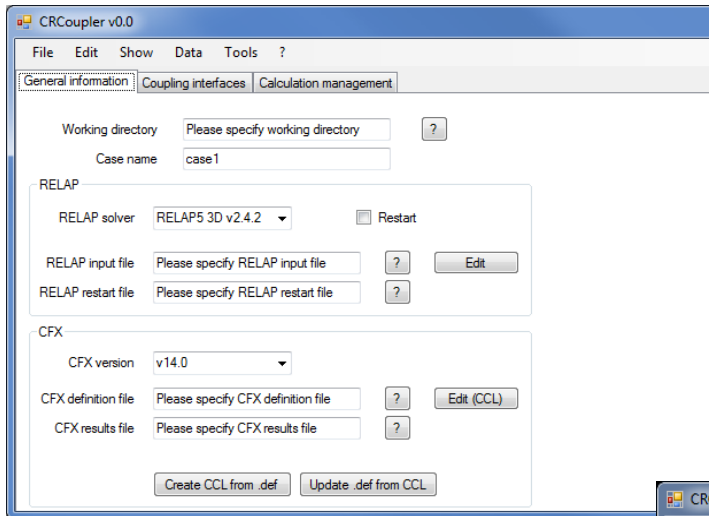 CRCoupler v0.0
File Edit Show Data Tools ?
General information Coupling interfaces Calculation management
Working directory Please specify working directory ?
Case name case1
RELAP
RELAP solver RELAP5 3D v2.4.2 Restart
RELAP input file Please specify RELAP input file ? Edit
RELAP restart file Please specify RELAP restart file ?
CFX
CFX version v14.0
CFX definition file Please specify CFX definition file ? Edit (CCL)
CFX results file Please specify CFX results file ?
Create CCL from .def Update .def from CCL